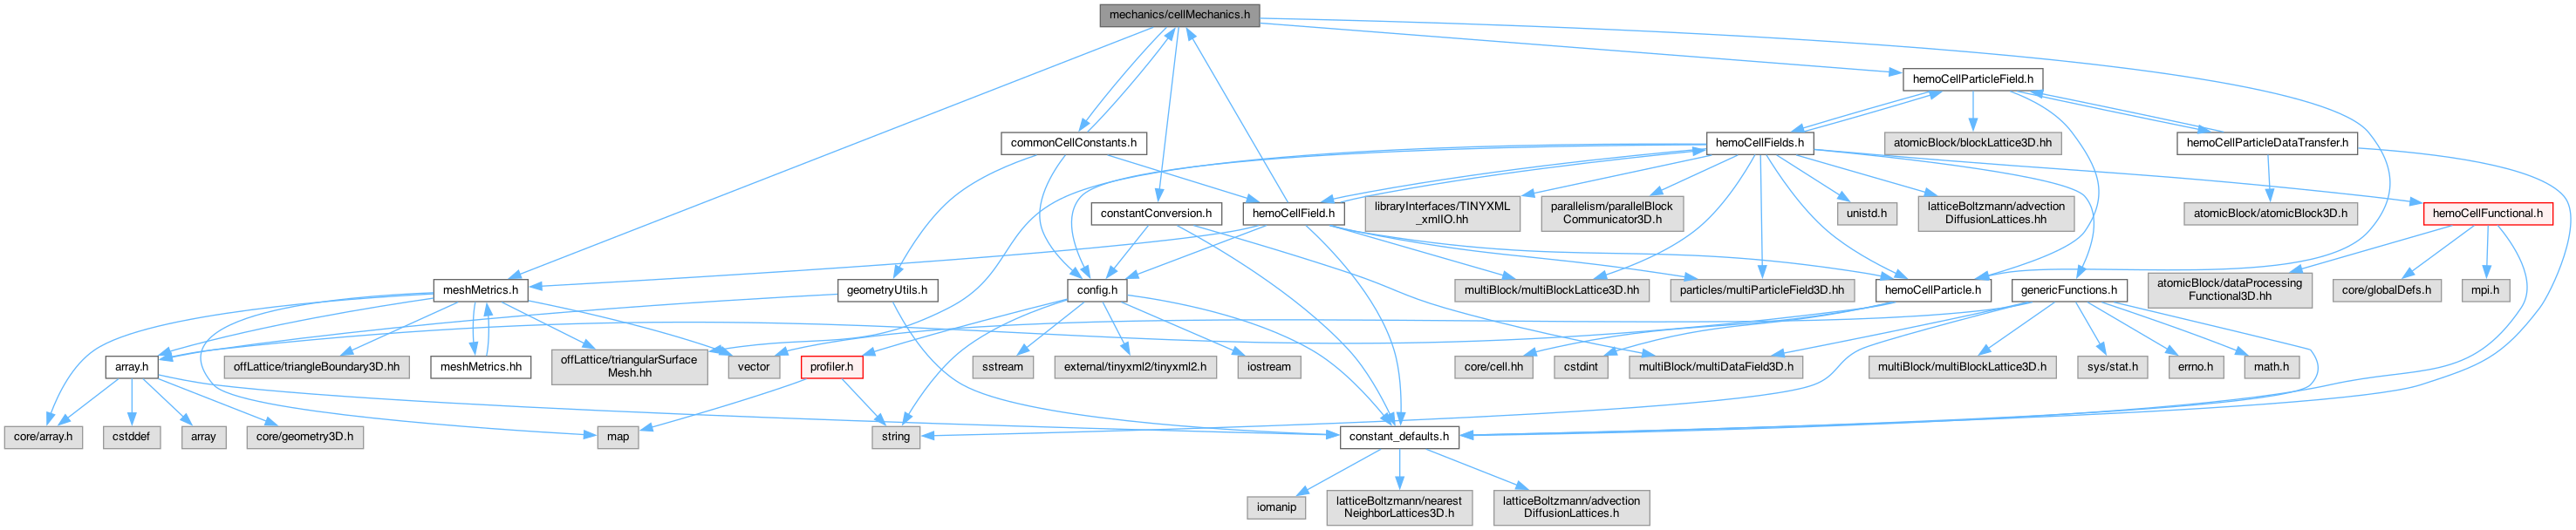 mechanics/cellMechanics.h
hemoCellParticleField.h
commonCellConstants.h
hemoCellFields.h
atomicBlock/blockLattice3D.hh
hemoCellParticleDataTransfer.h
constantConversion.h
hemoCellField.h
libraryInterfaces/TINYXML
_xmlIO.hh
parallelism/parallelBlock
Communicator3D.h
unistd.h
latticeBoltzmann/advection
DiffusionLattices.hh
atomicBlock/atomicBlock3D.h
hemoCellFunctional.h
meshMetrics.h
geometryUtils.h
config.h
multiBlock/multiBlockLattice3D.hh
particles/multiParticleField3D.hh
hemoCellParticle.h
genericFunctions.h
atomicBlock/dataProcessing
Functional3D.hh
core/globalDefs.h
mpi.h
array.h
offLattice/triangleBoundary3D.hh
meshMetrics.hh
offLattice/triangularSurface
Mesh.hh
vector
profiler.h
sstream
external/tinyxml2/tinyxml2.h
iostream
core/cell.hh
cstdint
multiBlock/multiDataField3D.h
multiBlock/multiBlockLattice3D.h
sys/stat.h
errno.h
math.h
core/array.h
cstddef
array
core/geometry3D.h
map
string
constant_defaults.h
iomanip
latticeBoltzmann/nearest
NeighborLattices3D.h
latticeBoltzmann/advection
DiffusionLattices.h